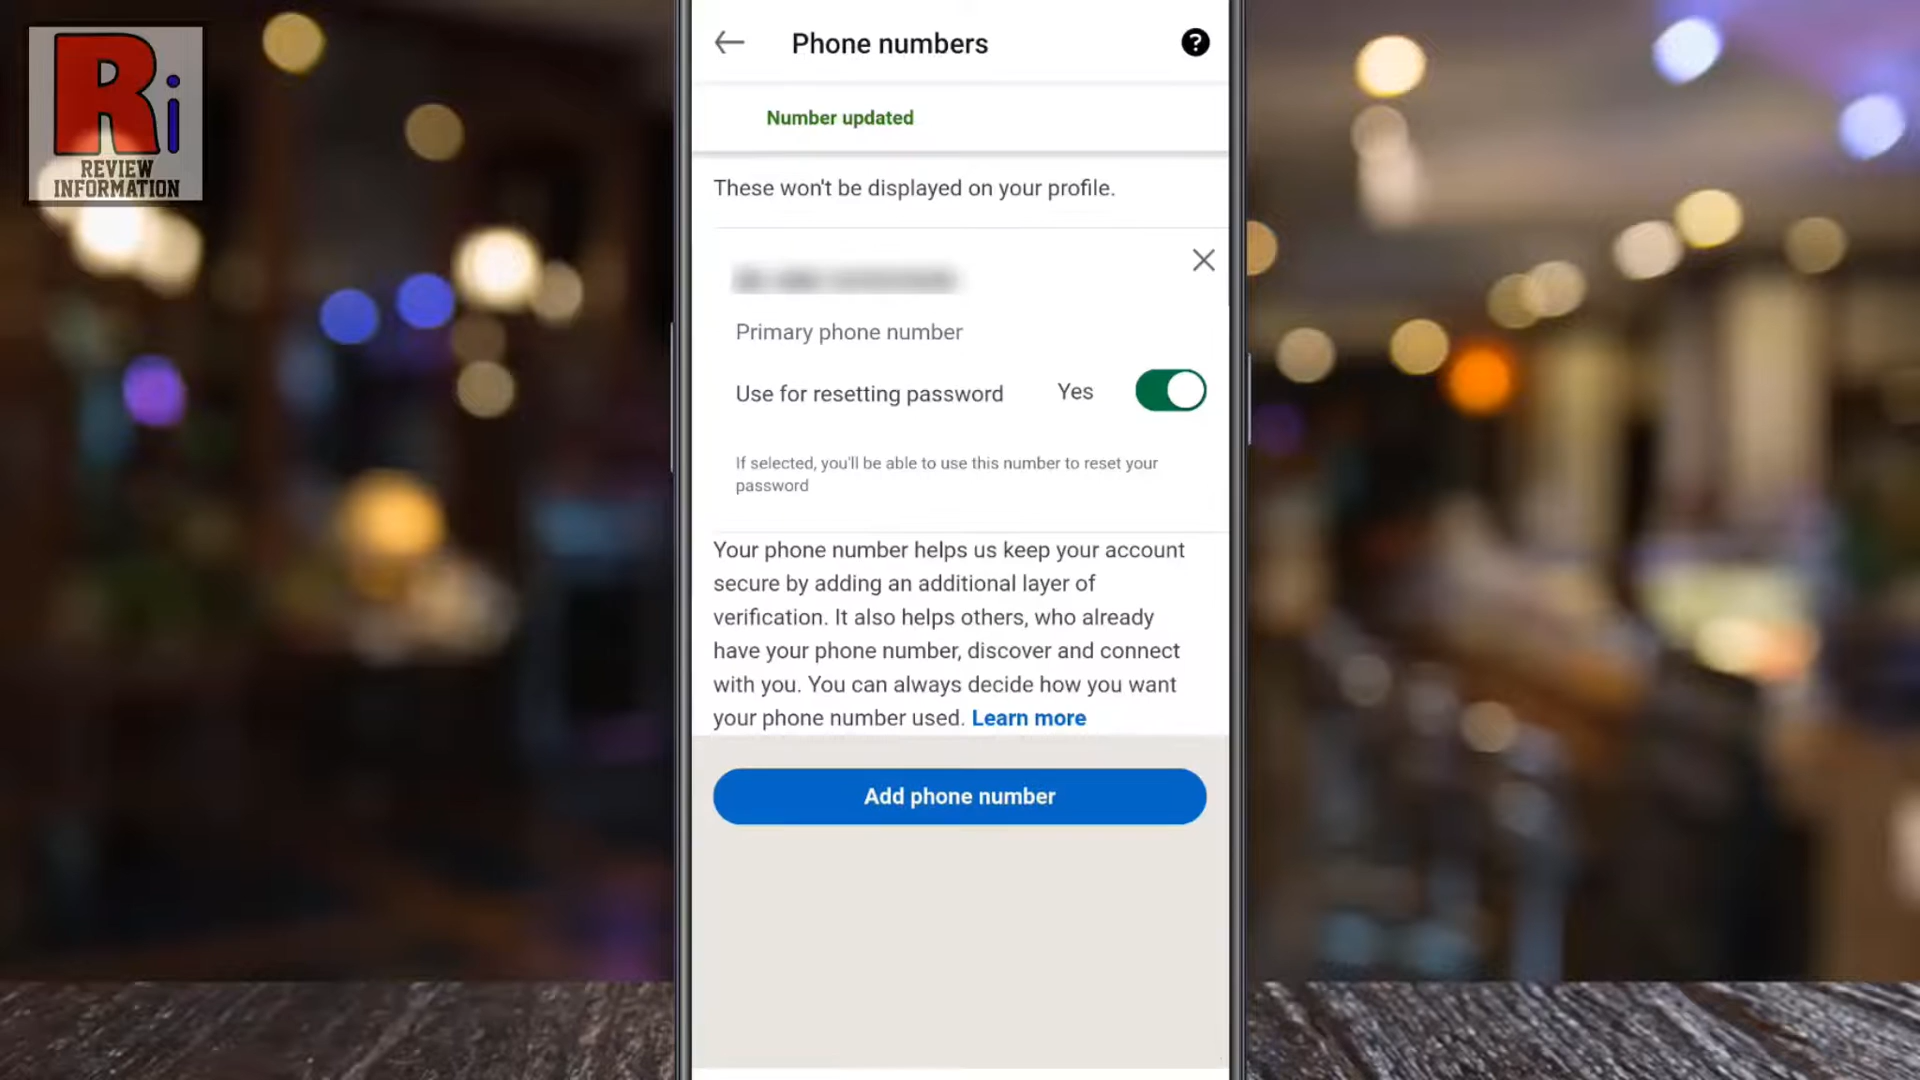 Ri
REVIEW
INFORMATION
Phone numbers
Number updated
These won't be displayed on your profile.
Primary phone number
Use for resetting password Yes
If selected, you'll be able to use this number to reset your
password
Your phone number helps us keep your account
secure by adding an additional layer of
verification. It also helps others, who already
have your phone number, discover and connect
with you. You can always decide how you want
your phone number used. Learn more
Add phone number